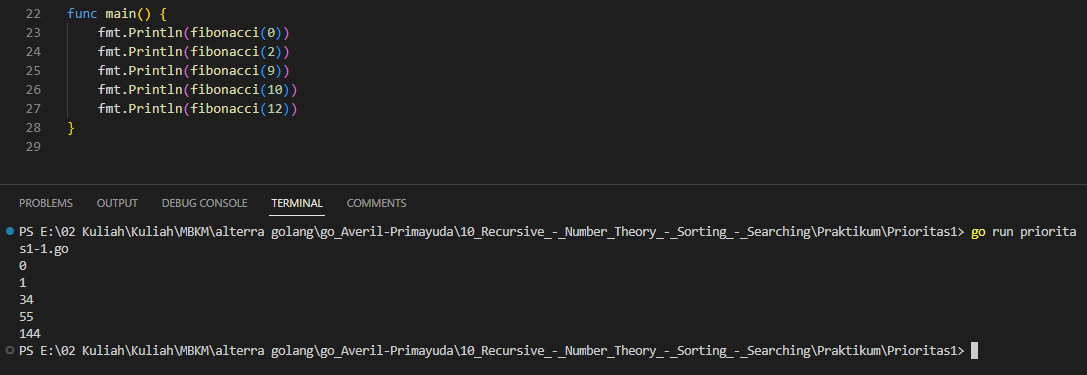 22 func main() {
23     fmt.Println(fibonacci(0))
24     fmt.Println(fibonacci(2))
25     fmt.Println(fibonacci(9))
26     fmt.Println(fibonacci(10))
27     fmt.Println(fibonacci(12))
28 }
29
PROBLEMS OUTPUT DEBUG CONSOLE TERMINAL COMMENTS
PS E:\02 Kuliah\Kuliah\MBKM\alterra golang\go_Averil-Primayuda\10_Recursive_-_Number_Theory_-_Sorting_-_Searching\Praktikum\Prioritas1> go run priorita
s1-1.go
0
1
34
55
144
PS E:\02 Kuliah\Kuliah\MBKM\alterra golang\go_Averil-Primayuda\10_Recursive_-_Number_Theory_-_Sorting_-_Searching\Praktikum\Prioritas1>